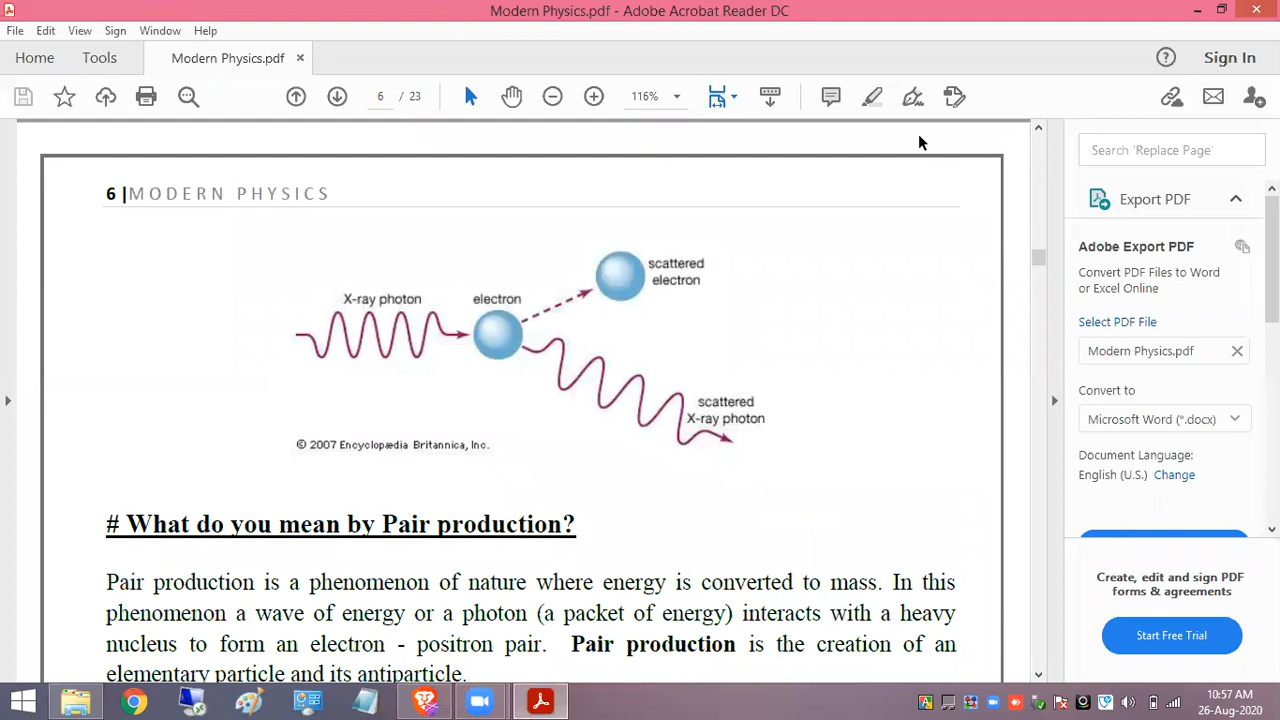 Modern Physics.pdf - Adobe Acrobat Reader DC
File Edit View Sign Window Help
Home Tools Modern Physics.pdf Sign In
6 / 23 116%
Search 'Replace Page'
6 |MODERN PHYSICS
Export PDF
Adobe Export PDF
Convert PDF Files to Word
or Excel Online
Select PDF File
Modern Physics.pdf
Convert to
Microsoft Word (*.docx)
Document Language:
English (U.S.) Change
Create, edit and sign PDF
forms & agreements
Start Free Trial
scattered
electron
X-ray photon
electron
scattered
X-ray photon
© 2007 Encyclopædia Britannica, Inc.
# What do you mean by Pair production?
Pair production is a phenomenon of nature where energy is converted to mass. In this
phenomenon a wave of energy or a photon (a packet of energy) interacts with a heavy
nucleus to form an electron - positron pair. Pair production is the creation of an
elementary particle and its antiparticle.
10:57 AM
26-Aug-2020